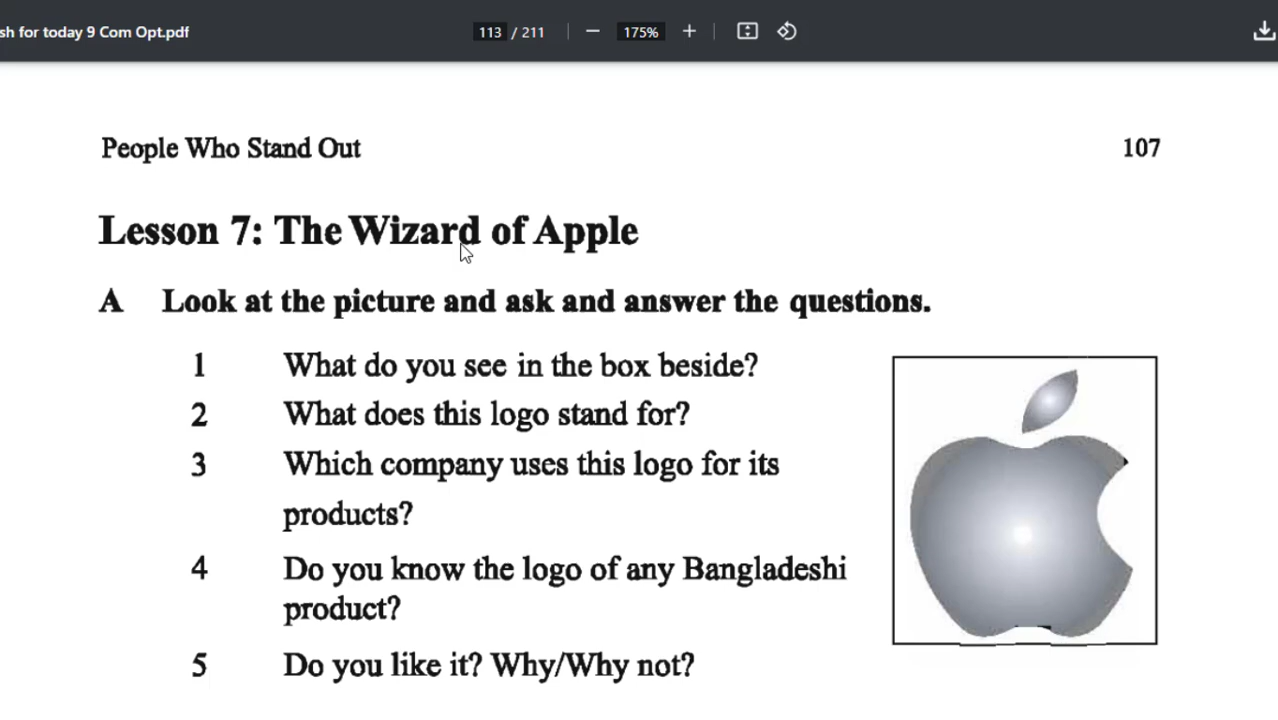 sh for today 9 Com Opt.pdf
113 / 211
175%
People Who Stand Out
107
Lesson 7: The Wizard of Apple
A Look at the picture and ask and answer the questions.
1 What do you see in the box beside?
2 What does this logo stand for?
3 Which company uses this logo for its
products?
4 Do you know the logo of any Bangladeshi
product?
5 Do you like it? Why/Why not?